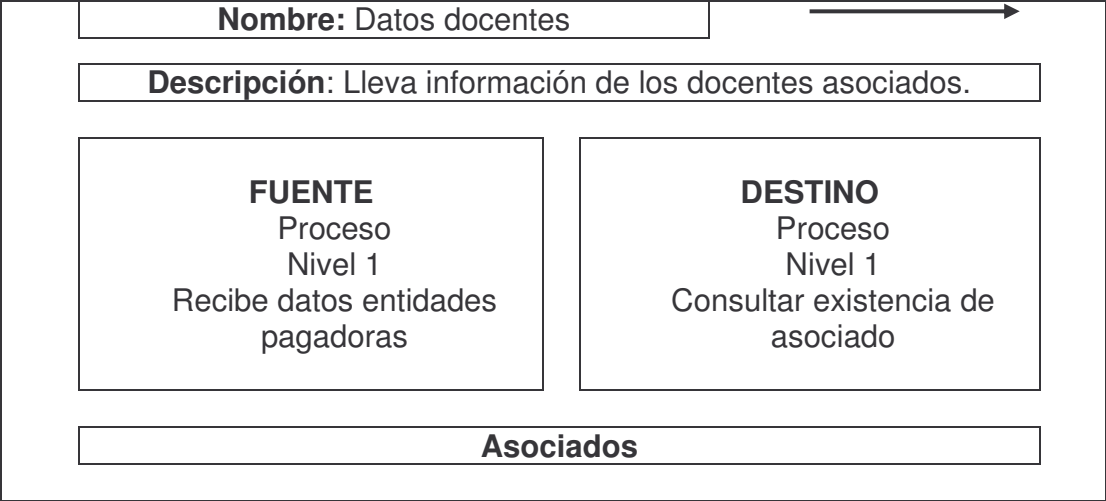 Nombre: Datos docentes
Descripción: Lleva información de los docentes asociados.
FUENTE
Proceso
Nivel 1
Recibe datos entidades
pagadoras
DESTINO
Proceso
Nivel 1
Consultar existencia de
asociado
Asociados